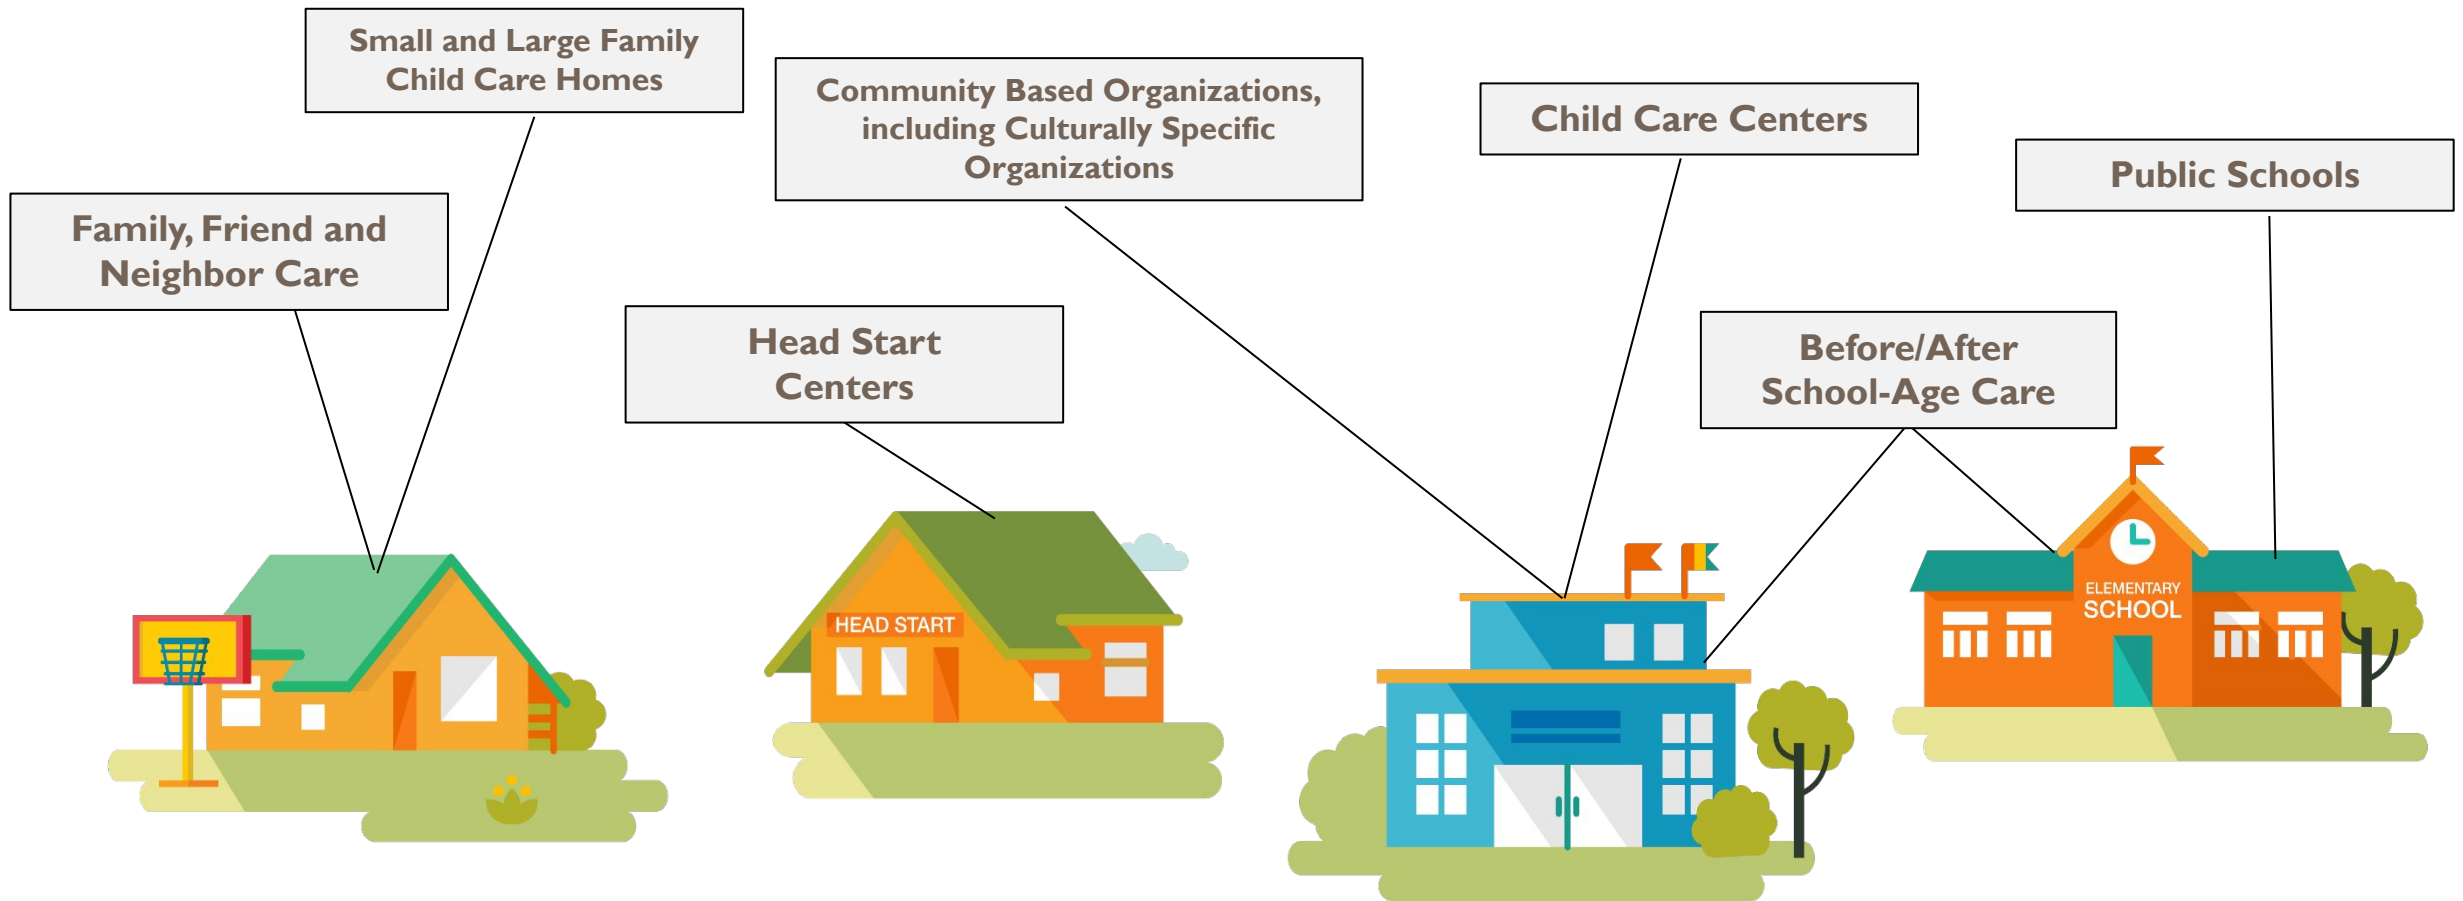 Small and Large Family
Child Care Homes
Community Based Organizations,
including Culturally Specific
Organizations
Child Care Centers
Public Schools
Family, Friend and
Neighbor Care
Head Start
Centers
Before/After
School-Age Care
HEAD START
ELEMENTARY
SCHOOL